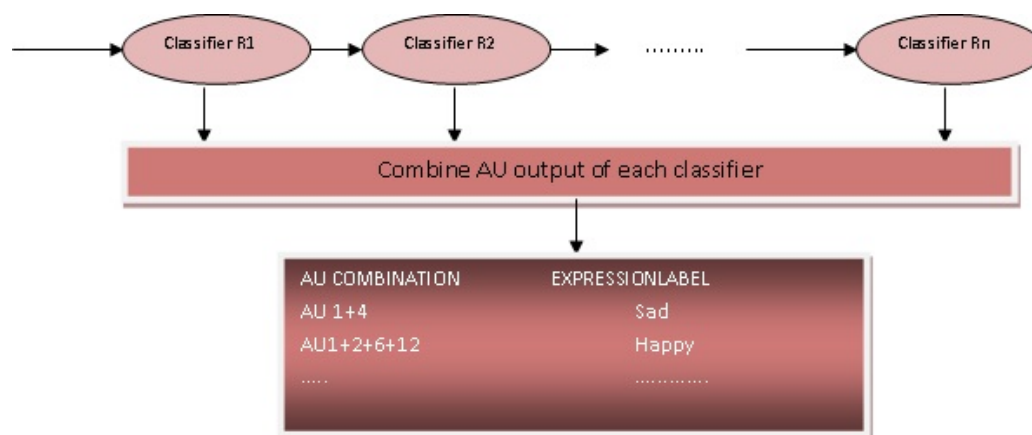 Classifier R1
Classifier R2
.........
Classifier Rn
Combine AU output of each classifier
AU COMBINATION EXPRESSIONLABEL
AU 1+4 Sad
AU1+2+6+12 Happy
..... .............